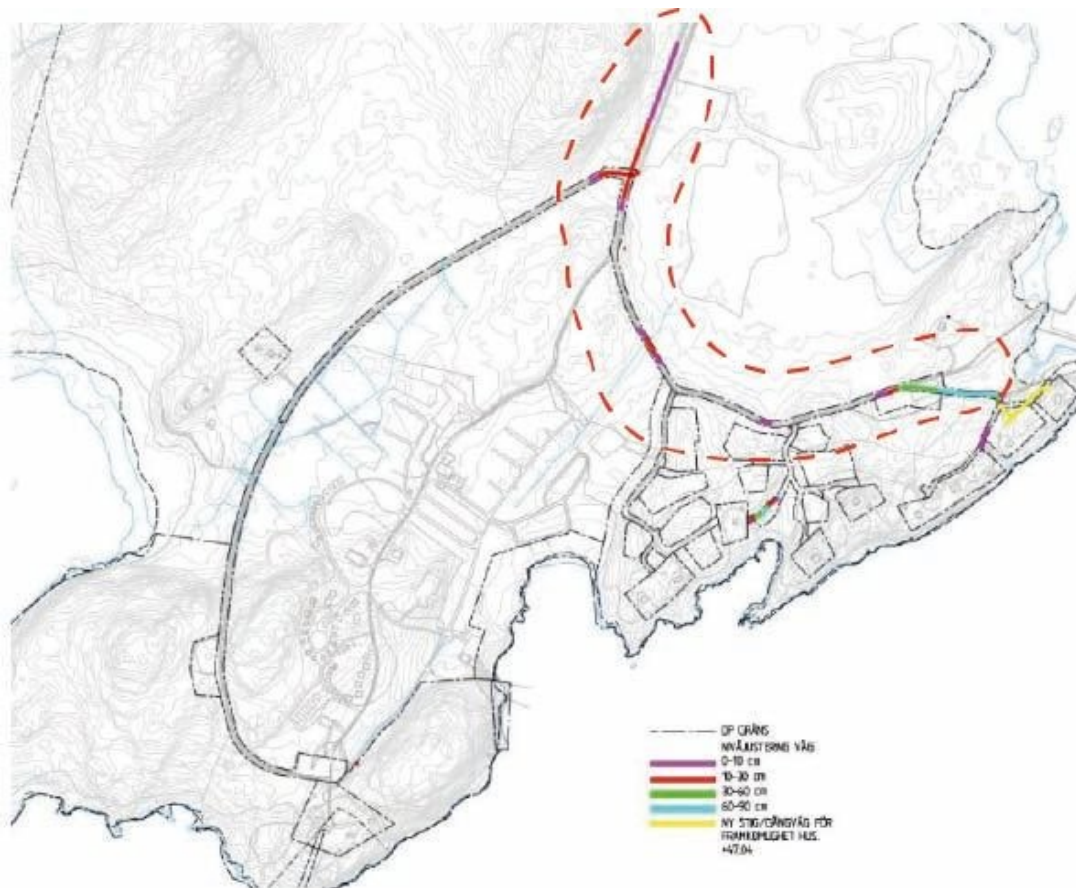 DP GRÄNS
NIVÅJUSTERING VÄG
0-10 cm
10-30 cm
30-60 cm
60-90 cm
NY STIG/GÅNGVÄG FÖR
FRAMKOMLIGHET HUS.
+47.04